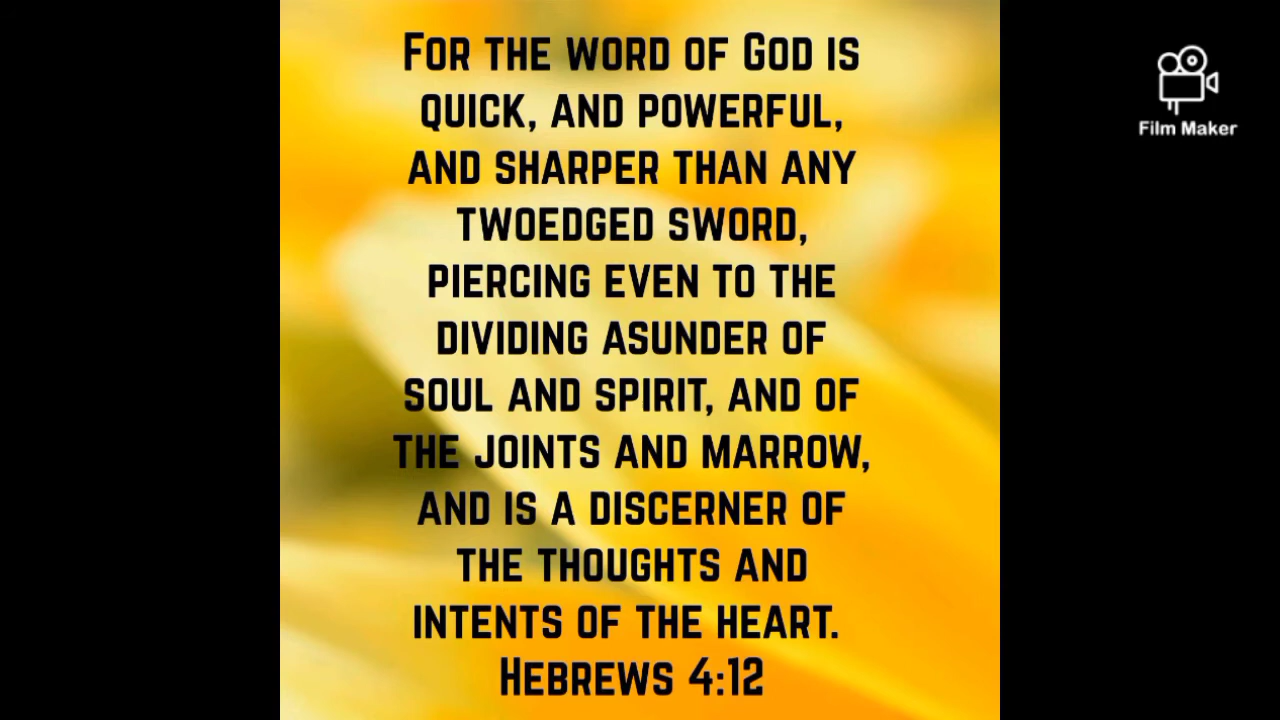 For the word of God is
quick, and powerful,
and sharper than any
twoedged sword,
piercing even to the
dividing asunder of
soul and spirit, and of
the joints and marrow,
and is a discerner of
the thoughts and
intents of the heart.
Hebrews 4:12
Film Maker